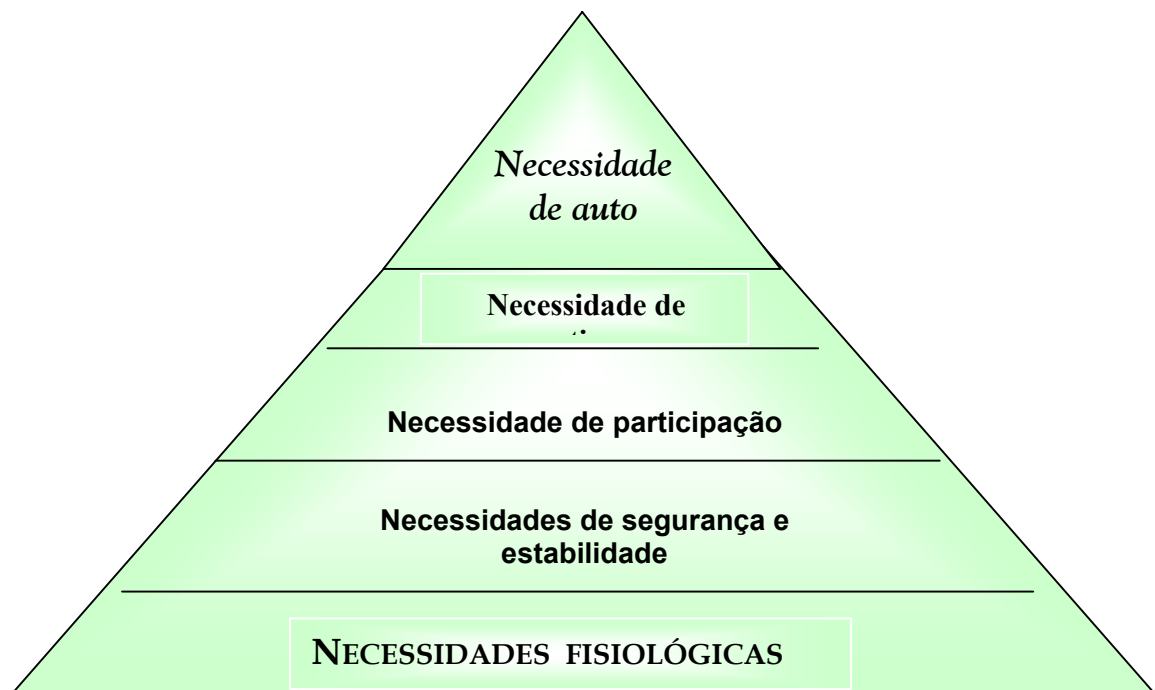 Necessidade
de auto
Necessidade de
Necessidade de participação
Necessidades de segurança e
estabilidade
NECESSIDADES FISIOLÓGICAS